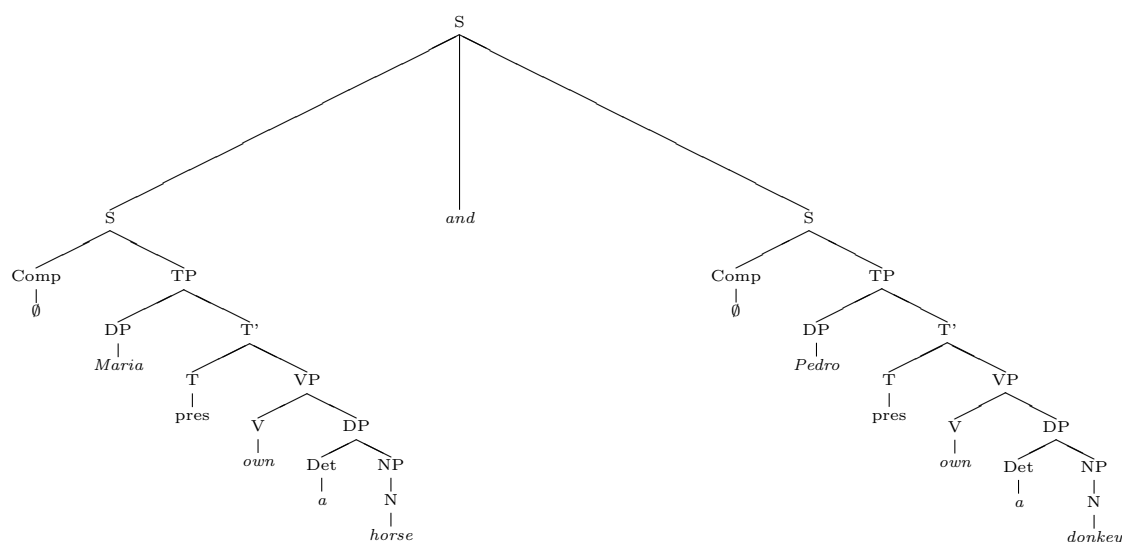 S
S and S
Comp TP Comp TP
∅ ∅
DP T' DP T'
Maria Pedro
T VP T VP
pres pres
V DP V DP
own own
Det NP Det NP
a N a N
horse donkey